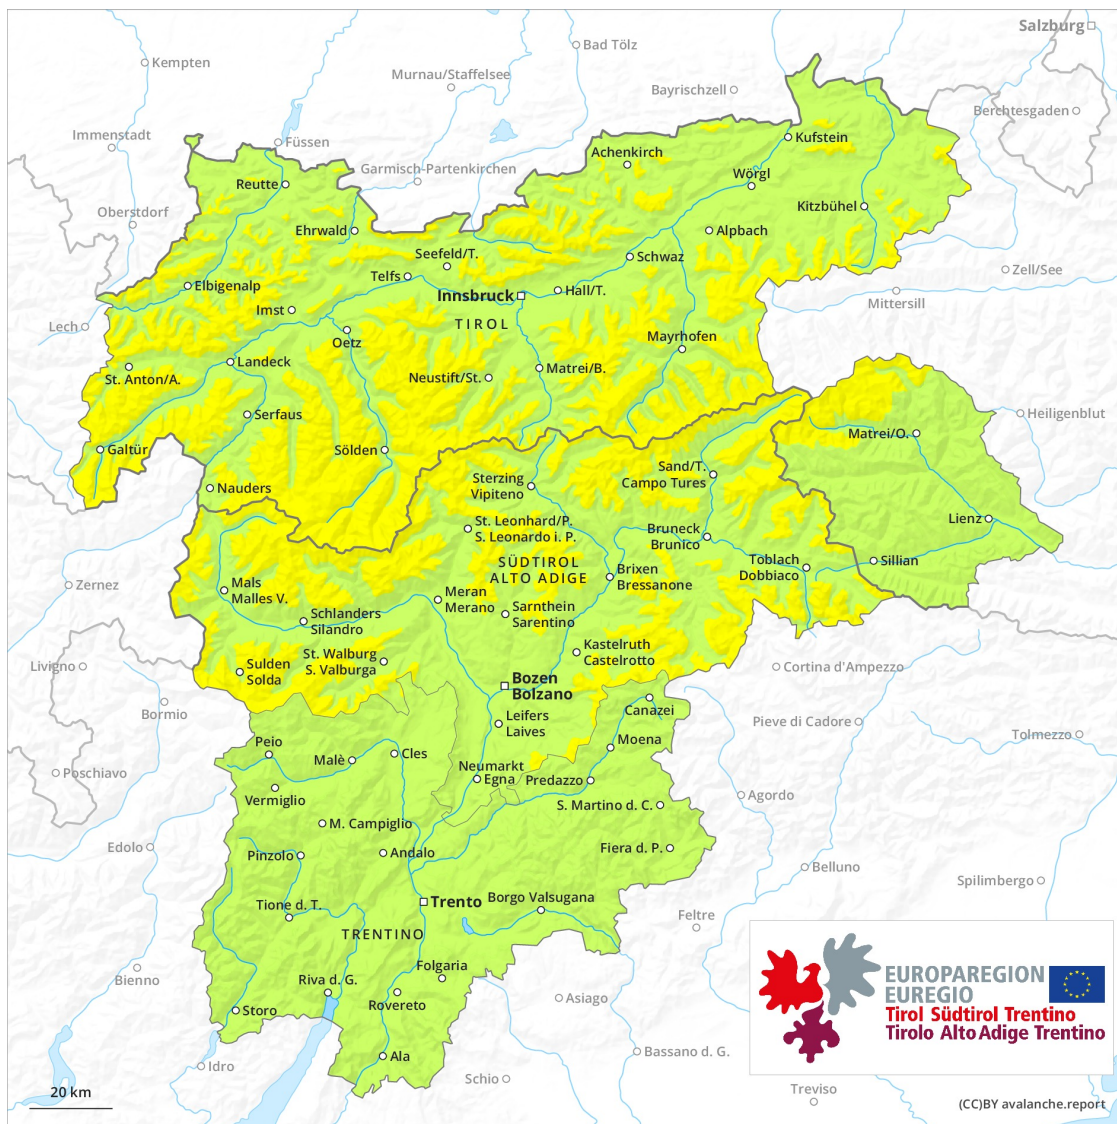 Salzburg
Bad Tölz
Kempten
Murnau/Staffelsee
Bayrischzell
Berchtesgaden
Immenstadt
Füssen
Kufstein
Achenkirch
Garmisch-Partenkirchen
Wörgl
Reutte
Kitzbühel
Oberstdorf
Ehrwald
Alpbach
Seefeld/T.
Schwaz
Telfs
Zell/See
Elbigenalp
Innsbruck
Hall/T.
Mittersill
Imst
TIROL
Lech
Oetz
Mayrhofen
Landeck
Matrei/B.
St. Anton/A.
Neustift/St.
Serfaus
Heiligenblut
Matrei/O.
Galtür
Sölden
Sand/T.
Campo Tures
Sterzing
Vipiteno
Nauders
St. Leonhard/P.
S. Leonardo i. P.
Bruneck
Brunico
Lienz
SÜDTIROL
ALTO ADIGE
Toblach
Dobbiaco
Sillian
Brixen
Bressanone
Zernez
Mals
Malles V.
Meran
Merano
Schlanders
Silandro
Sarnthein
Sarentino
Kastelruth
Castelrotto
St. Walburg
S. Valburga
Livigno
Sulden
Solda
Cortina d'Ampezzo
Bozen
Bolzano
Bormio
Canazei
Leifers
Laives
Pieve di Cadore
Tolmezzo
Peio
Moena
Cles
Malè
Poschiavo
Neumarkt
Egna
Predazzo
Vermiglio
Agordo
S. Martino d. C.
M. Campiglio
Edolo
Pinzolo
Andalo
Fiera d. P.
Belluno
Spilimbergo
Trento
Borgo Valsugana
Tione d. T.
Feltre
TRENTINO
Folgaria
Bienno
Riva d. G.
EUROPAREGION
EUREGIO
Tirol Südtirol Trentino
Tirolo Alto Adige Trentino
Asiago
Rovereto
Storo
Ala
Bassano d. G.
Idro
Schio
Treviso
20 km
(CC)BY avalanche.report